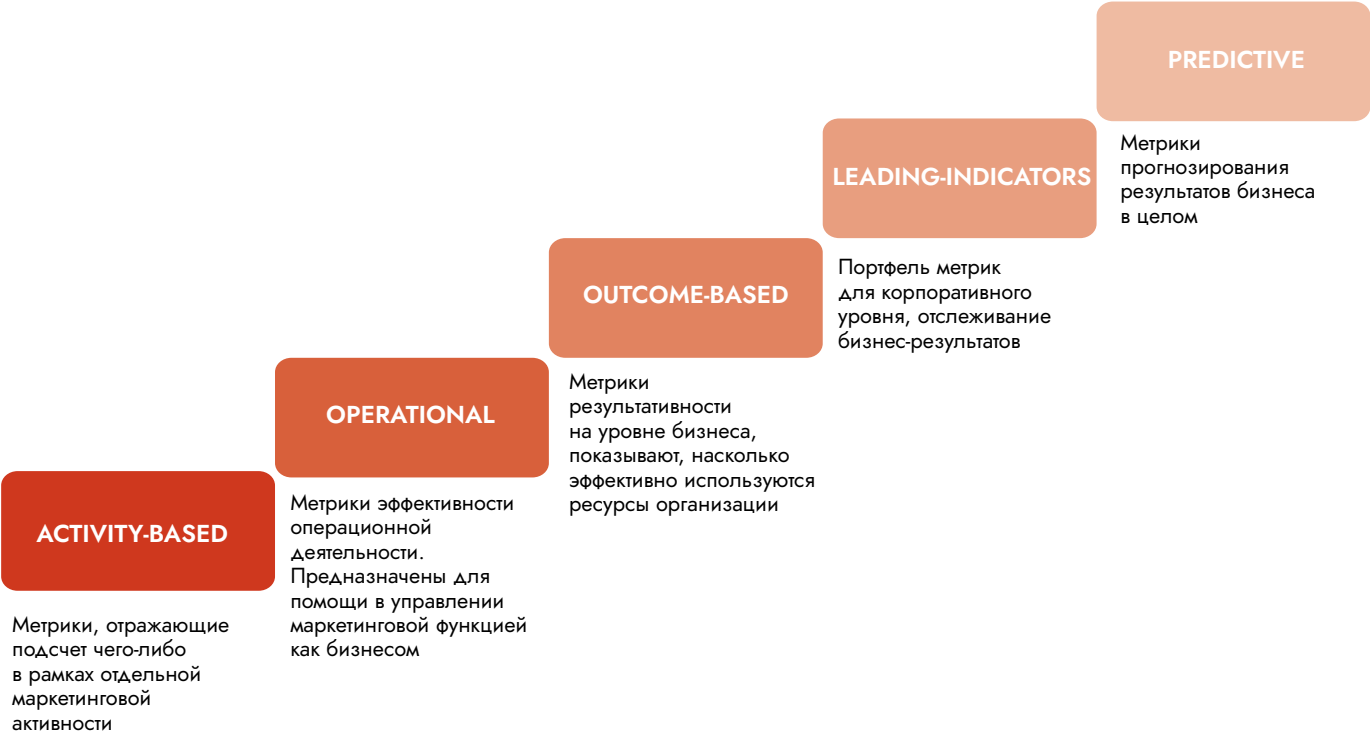 PREDICTIVE
Метрики
прогнозирования
результатов бизнеса
в целом
LEADING-INDICATORS
Портфель метрик
для корпоративного
уровня, отслеживание
бизнес-результатов
OUTCOME-BASED
Метрики
результативности
на уровне бизнеса,
показывают, насколько
эффективно используются
ресурсы организации
OPERATIONAL
Метрики эффективности
операционной
деятельности.
Предназначены для
помощи в управлении
маркетинговой функцией
как бизнесом
ACTIVITY-BASED
Метрики, отражающие
подсчет чего-либо
в рамках отдельной
маркетинговой
активности